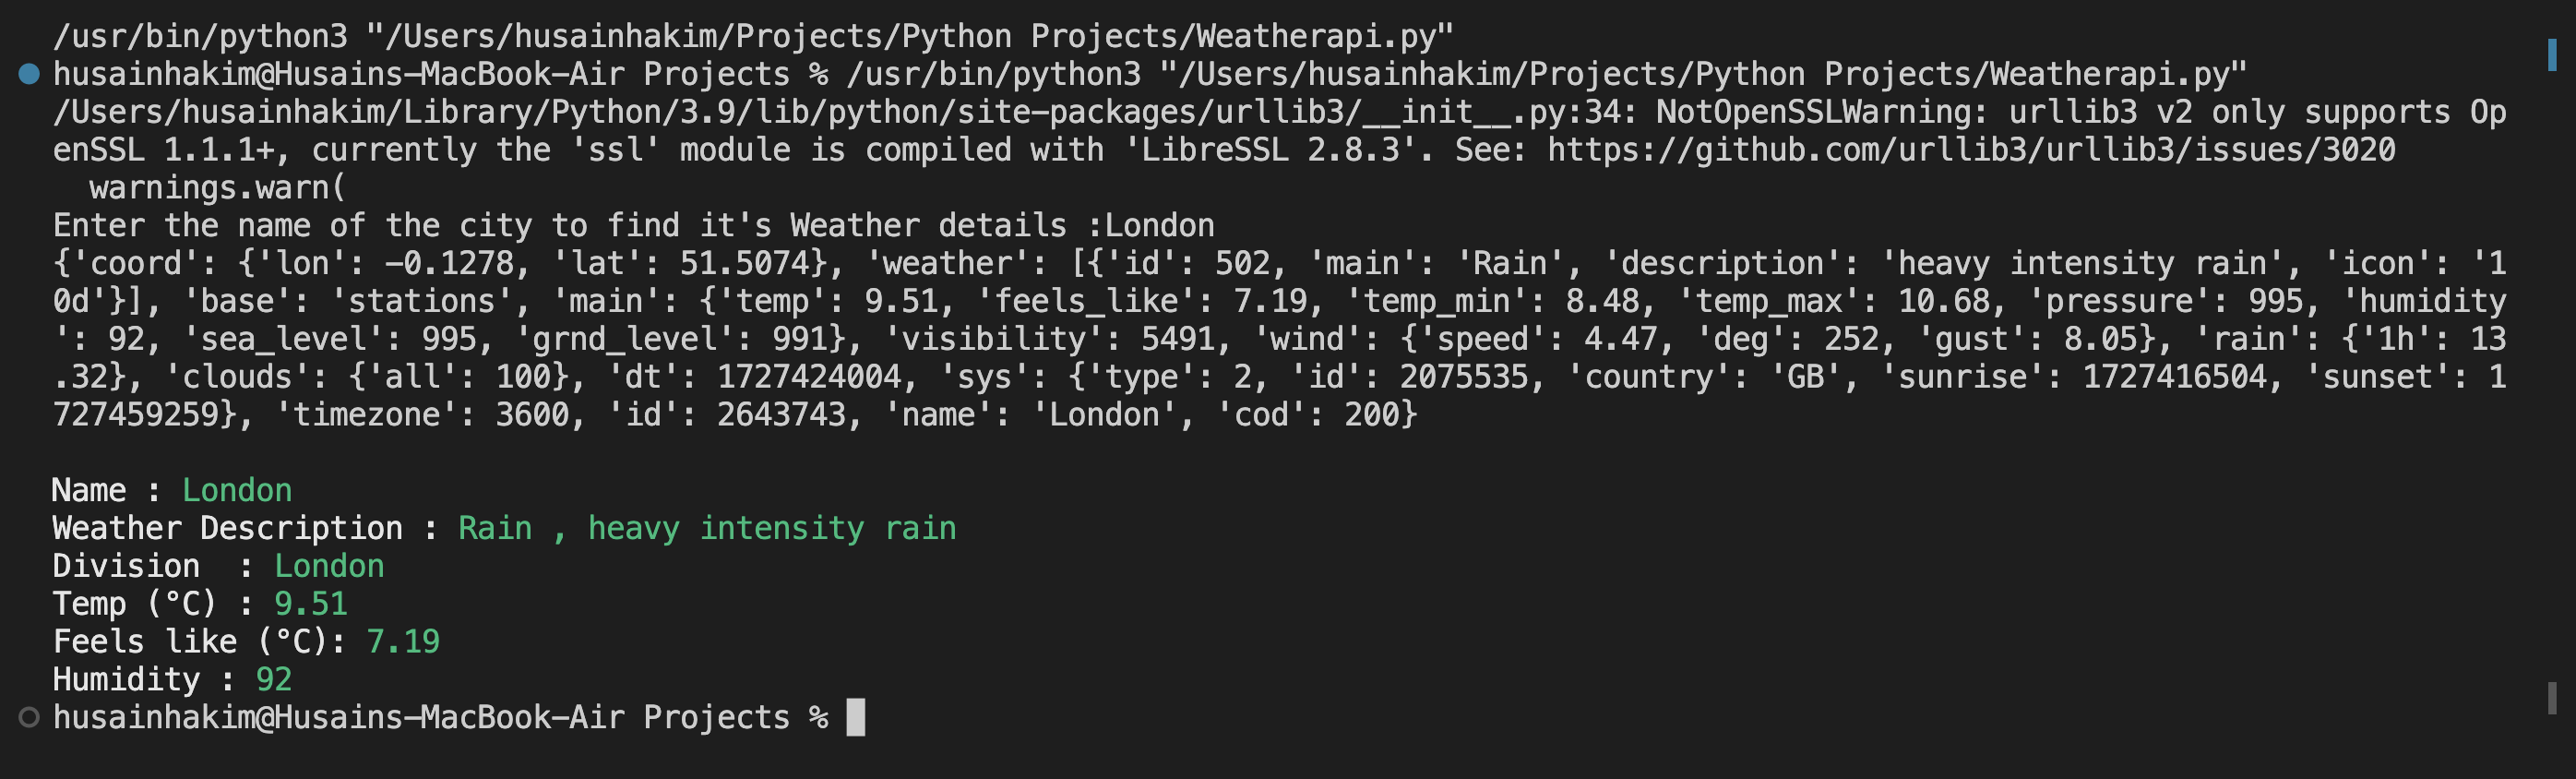 /usr/bin/python3 "/Users/husainhakim/Projects/Python Projects/Weatherapi.py"
husainhakim@Husains-MacBook-Air Projects % /usr/bin/python3 "/Users/husainhakim/Projects/Python Projects/Weatherapi.py"
/Users/husainhakim/Library/Python/3.9/lib/python/site-packages/urllib3/__init__.py:34: NotOpenSSLWarning: urllib3 v2 only supports Op
enSSL 1.1.1+, currently the 'ssl' module is compiled with 'LibreSSL 2.8.3'. See: https://github.com/urllib3/urllib3/issues/3020
  warnings.warn(
Enter the name of the city to find it's Weather details :London
{'coord': {'lon': -0.1278, 'lat': 51.5074}, 'weather': [{'id': 502, 'main': 'Rain', 'description': 'heavy intensity rain', 'icon': '1
0d'}], 'base': 'stations', 'main': {'temp': 9.51, 'feels_like': 7.19, 'temp_min': 8.48, 'temp_max': 10.68, 'pressure': 995, 'humidity
': 92, 'sea_level': 995, 'grnd_level': 991}, 'visibility': 5491, 'wind': {'speed': 4.47, 'deg': 252, 'gust': 8.05}, 'rain': {'1h': 13
.32}, 'clouds': {'all': 100}, 'dt': 1727424004, 'sys': {'type': 2, 'id': 2075535, 'country': 'GB', 'sunrise': 1727416504, 'sunset': 1
727459259}, 'timezone': 3600, 'id': 2643743, 'name': 'London', 'cod': 200}
Name : London
Weather Description : Rain , heavy intensity rain
Division  : London
Temp (°C) : 9.51
Feels like (°C): 7.19
Humidity : 92
husainhakim@Husains-MacBook-Air Projects %